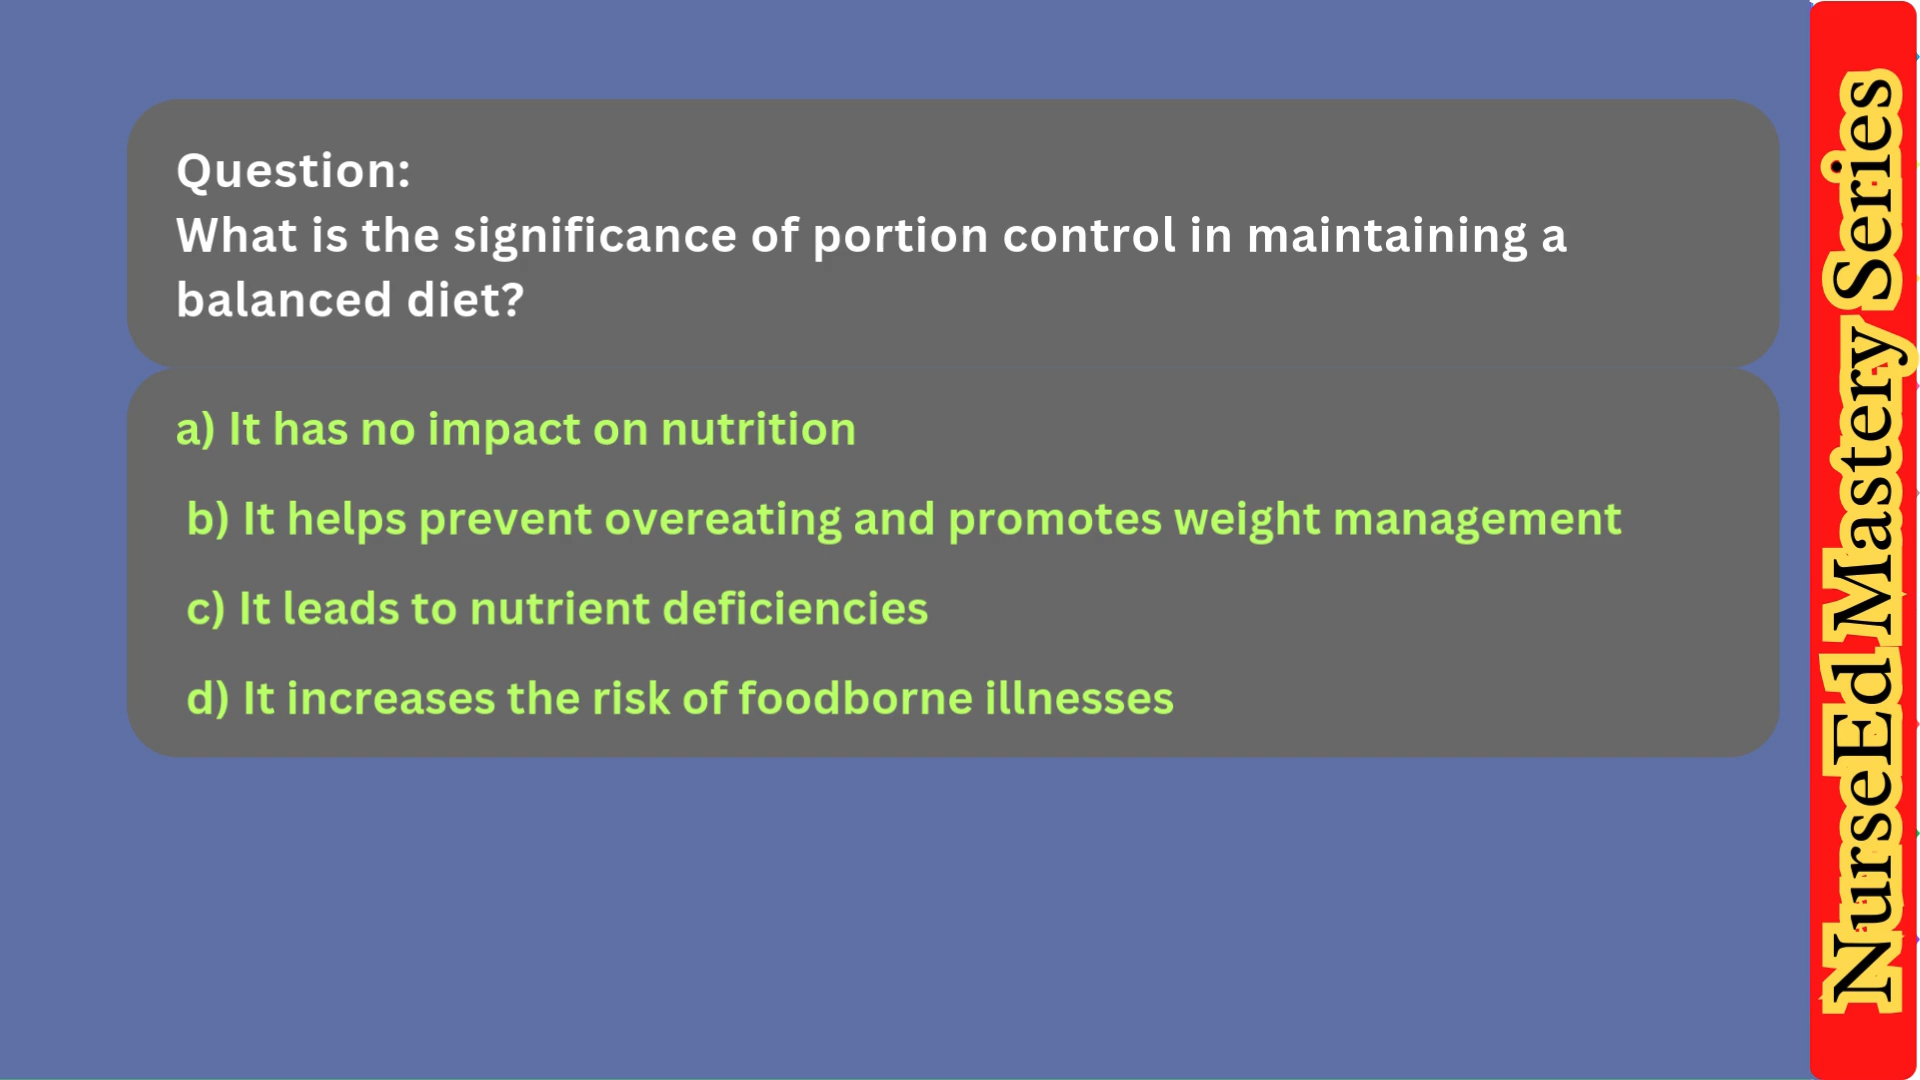 Question:
What is the significance of portion control in maintaining a
balanced diet?
a) It has no impact on nutrition
b) It helps prevent overeating and promotes weight management
c) It leads to nutrient deficiencies
d) It increases the risk of foodborne illnesses
NurseEd Mastery Series